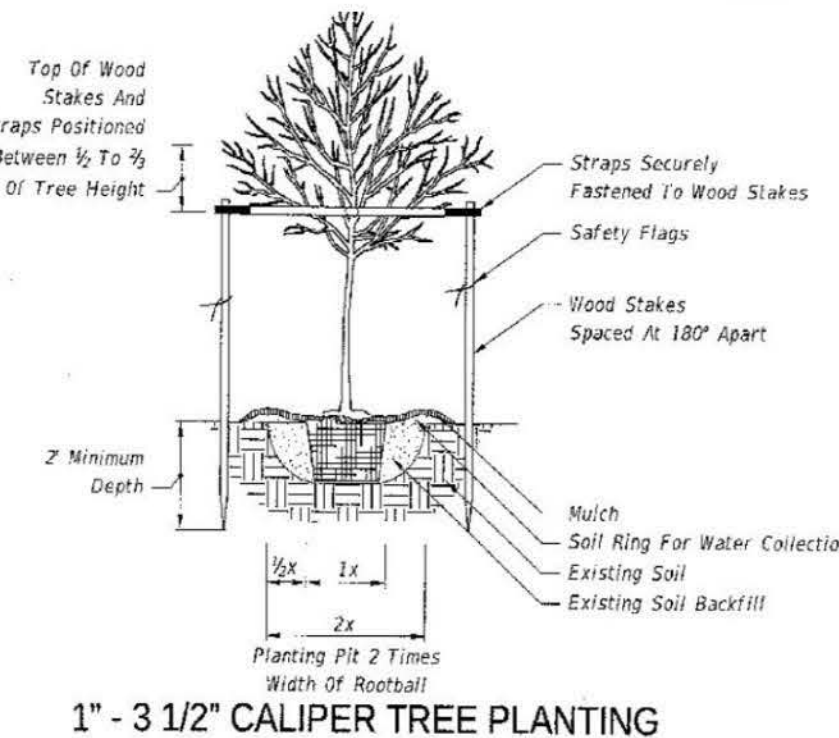 Top Of Wood
Stakes And
raps Positioned
Between ½ To ⅔
Of Tree Height
Straps Securely
Fastened To Wood Stakes
Safety Flags
Wood Stakes
Spaced At 180° Apart
2' Minimum
Depth
Mulch
Soil Ring For Water Collectio
Existing Soil
Existing Soil Backfill
½x
1x
2x
Planting Pit 2 Times
Width Of Rootball
1" - 3 1/2" CALIPER TREE PLANTING